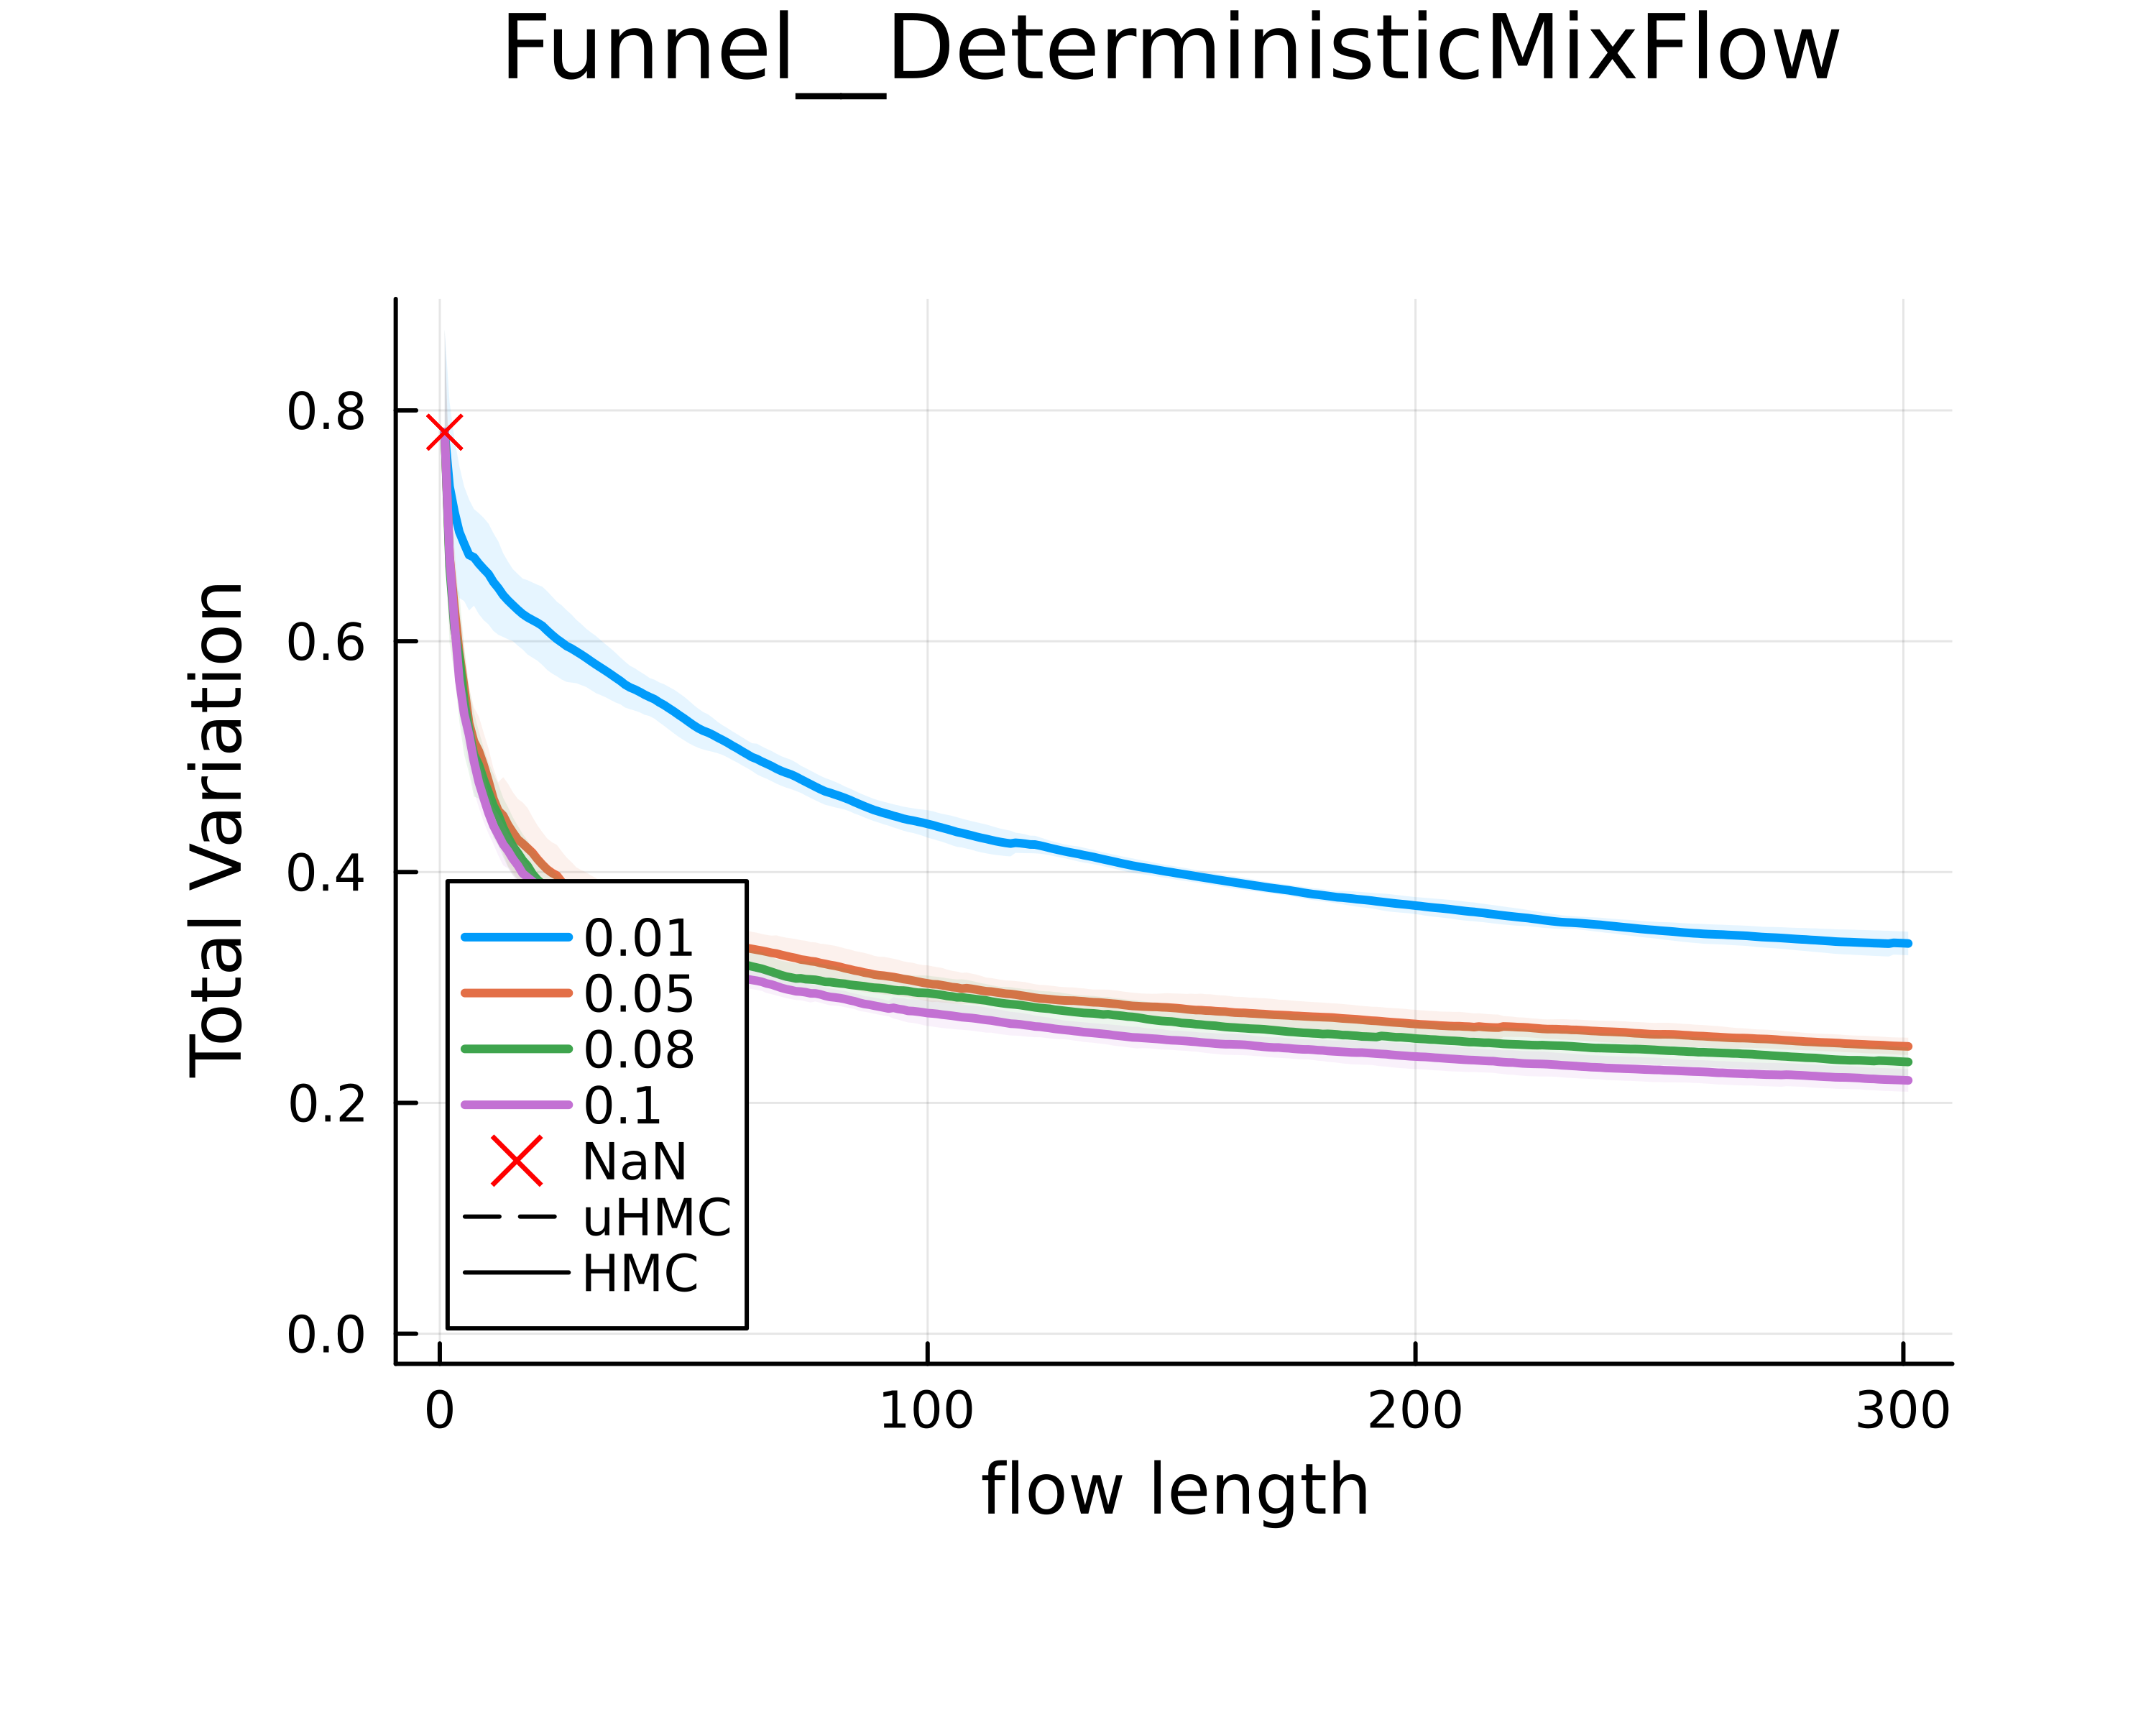 Funnel__DeterministicMixFlow
Total Variation
0.8
0.6
0.4
0.2
0.0
0.01
0.05
0.08
0.1
NaN
uHMC
HMC
0
100
200
300
flow length